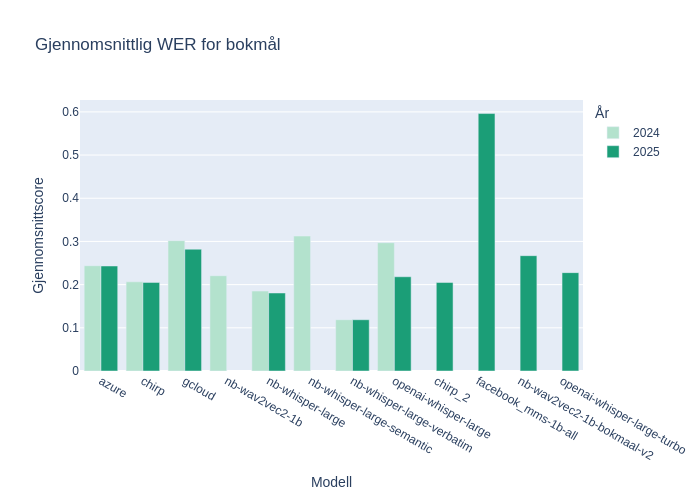 Gjennomsnittlig WER for bokmål
År
2024
2025
Gjennomsnittscore
0.6
0.5
0.4
0.3
0.2
0.1
0
azure
chirp
gcloud
nb-wav2vec2-1b
nb-whisper-large
nb-whisper-large-semantic
nb-whisper-large-verbatim
openai-whisper-large
chirp_2
facebook_mms-1b-all
nb-wav2vec2-1b-bokmaal-v2
openai-whisper-large-turbo
Modell